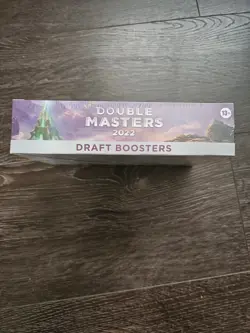 DOUBLE
MASTERS
2022
13+
DRAFT BOOSTERS